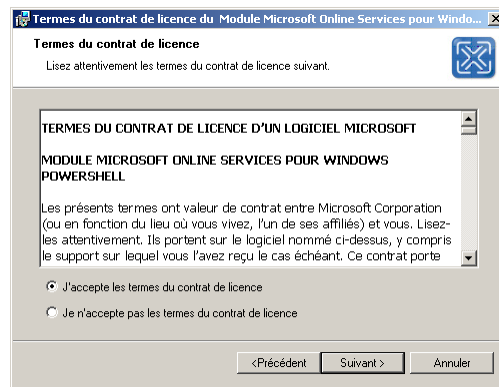 Termes du contrat de licence du Module Microsoft Online Services pour Windo...
Termes du contrat de licence
Lisez attentivement les termes du contrat de licence suivant.
TERMES DU CONTRAT DE LICENCE D'UN LOGICIEL MICROSOFT
MODULE MICROSOFT ONLINE SERVICES POUR WINDOWS
POWERSHELL
Les présents termes ont valeur de contrat entre Microsoft Corporation
(ou en fonction du lieu où vous vivez, l'un de ses affiliés) et vous. Lisez-
les attentivement. Ils portent sur le logiciel nommé ci-dessus, y compris
le support sur lequel vous l'avez reçu le cas échéant. Ce contrat porte
J'accepte les termes du contrat de licence
Je n'accepte pas les termes du contrat de licence
<Précédent
Suivant >
Annuler